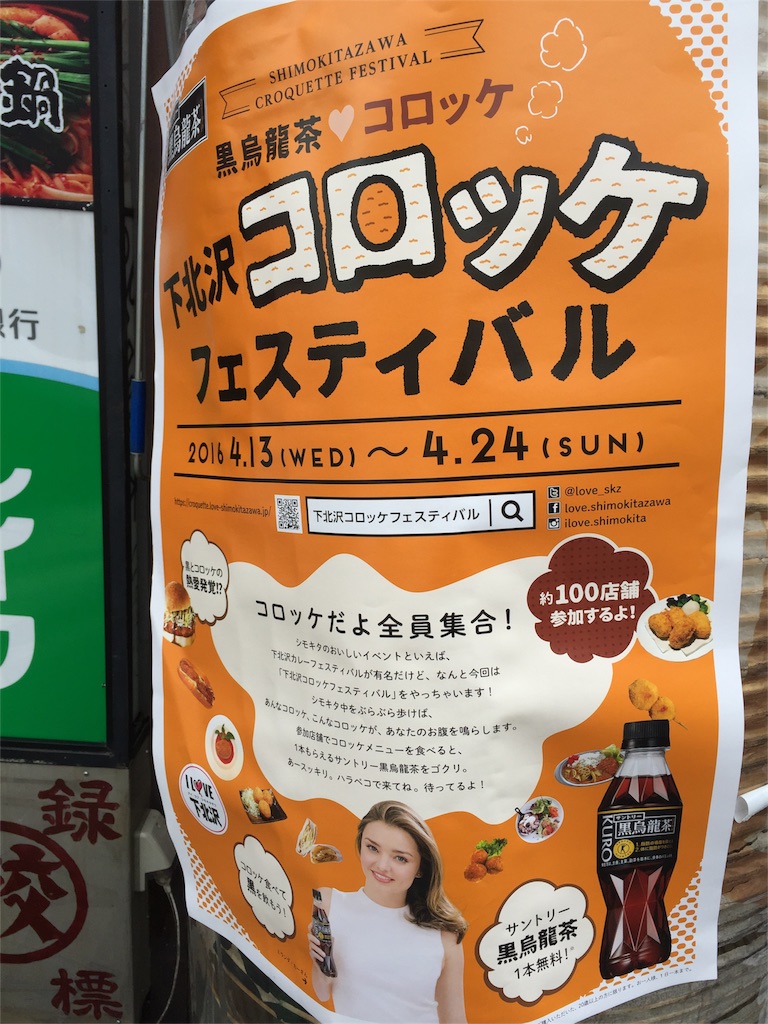 鍋
銀行
録
標
黒烏龍茶
SHIMOKITAZAWA
CROQUETTE FESTIVAL
黒烏龍茶♥コロッケ
下北沢コロッケ
フェスティバル
2016 4.13 (WED) 〜 4.24 (SUN)
https://croquette.love-shimokitazawa.jp/
下北沢コロッケフェスティバル
@love_skz
love.shimokitazawa
ilove.shimokita
黒とコロッケの
熱愛発覚!?
約100店舗
参加するよ!
コロッケだよ全員集合!
シモキタのおいしいイベントといえば、
下北沢カレーフェスティバルが有名だけど、なんと今回は
「下北沢コロッケフェスティバル」をやっちゃいます!
シモキタ中をぶらぶら歩けば、
あんなコロッケ、こんなコロッケが、あなたのお腹を鳴らします。
参加店舗でコロッケメニューを食べると、
1本もらえるサントリー黒烏龍茶をゴクリ。
あースッキリ。ハラペコで来てね。待ってるよ!
I LOVE
下北沢
コロッケ食べて
黒を飲もう!
サントリー
黒烏龍茶
KURO
サントリー
黒烏龍茶
1本無料!